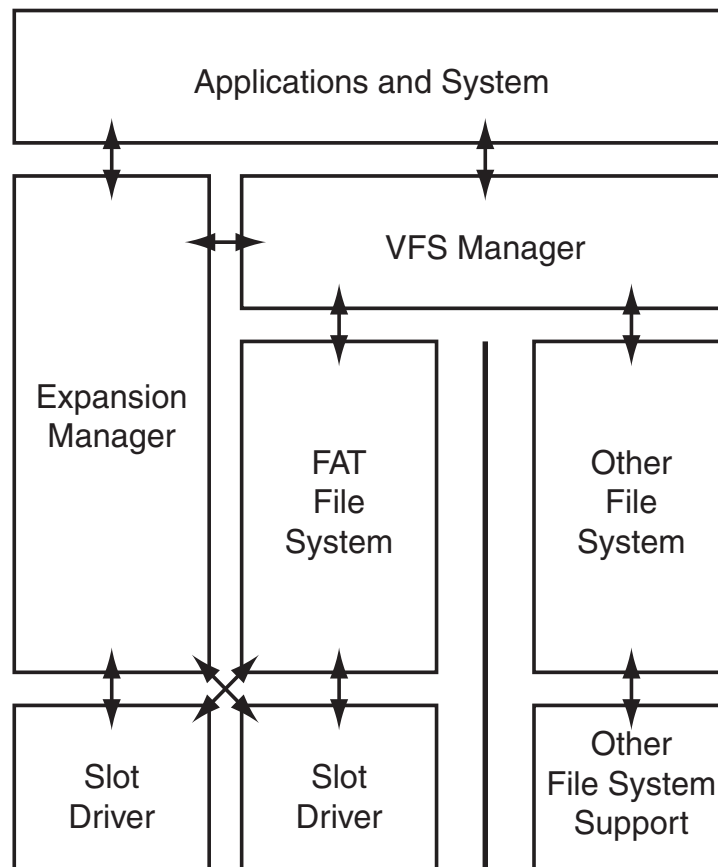 Applications and System
VFS Manager
Expansion
Manager
FAT
File
System
Other
File
System
Slot
Driver
Slot
Driver
Other
File System
Support